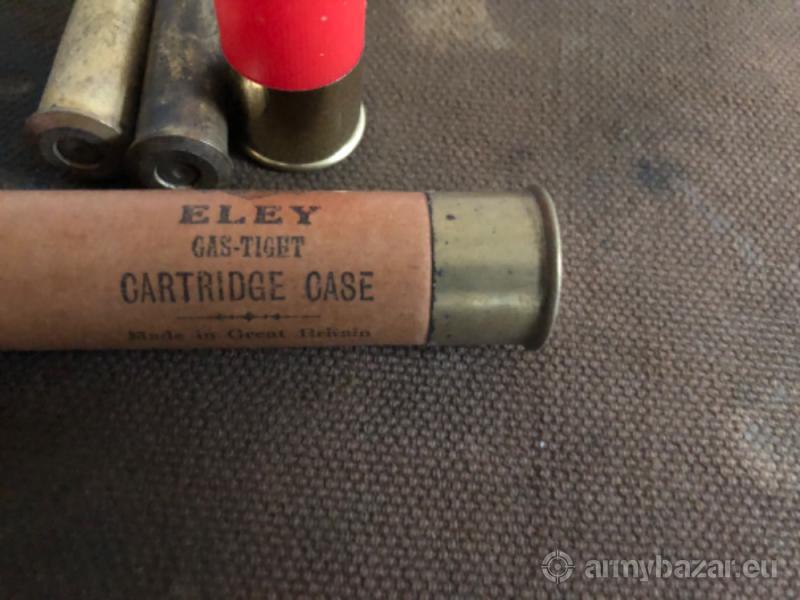 ELEY
GAS-TIGHT
CARTRIDGE CASE
Made in Great Britain
armybazar.eu